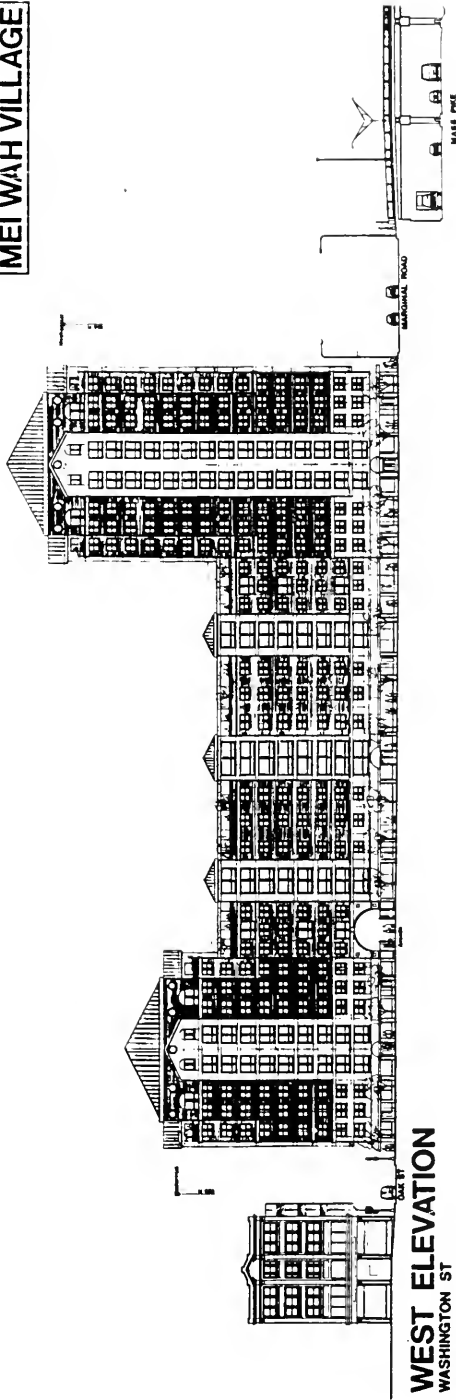 MEI WAH VILLAGE
MASS PIKE
MARGINAL ROAD
OAK ST
WEST ELEVATION
WASHINGTON ST